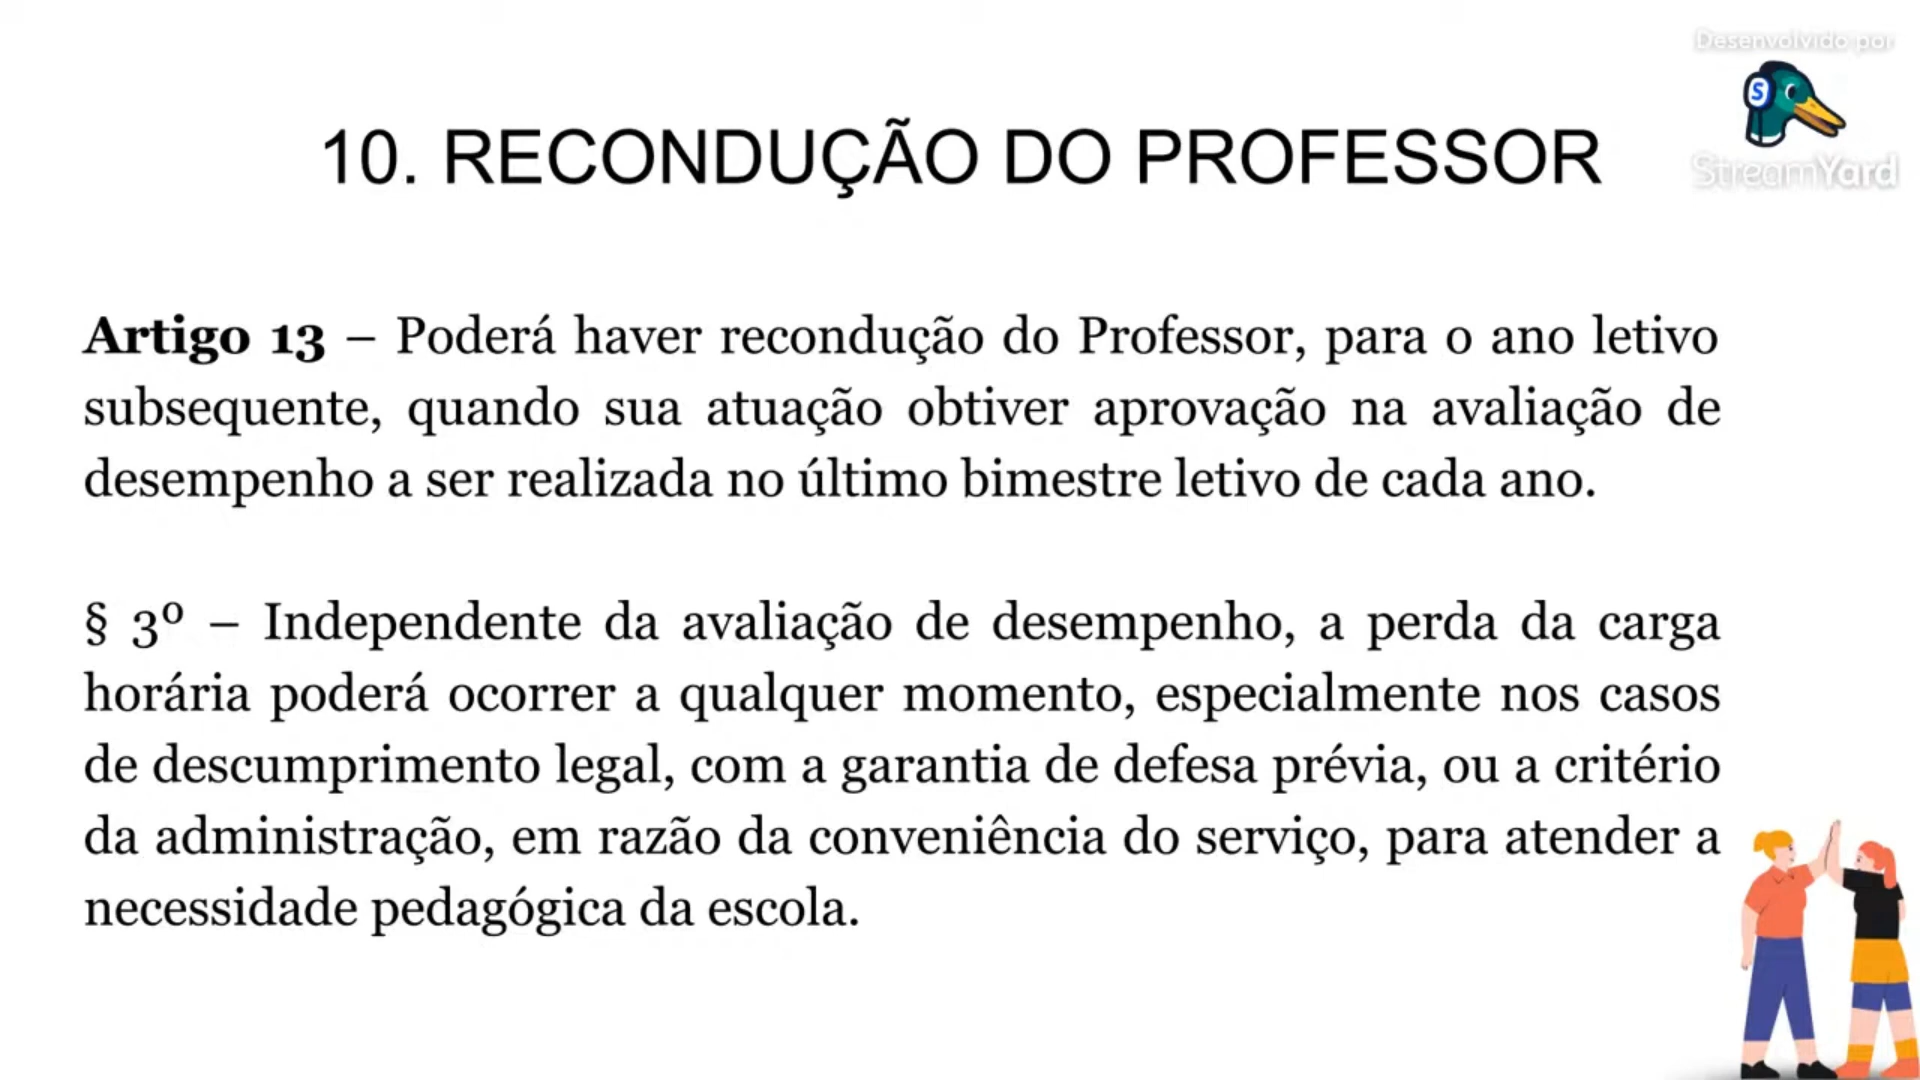 Desenvolvido por
S
StreamYard
10. RECONDUÇÃO DO PROFESSOR
Artigo 13 – Poderá haver recondução do Professor, para o ano letivo
subsequente, quando sua atuação obtiver aprovação na avaliação de
desempenho a ser realizada no último bimestre letivo de cada ano.
§ 3º – Independente da avaliação de desempenho, a perda da carga
horária poderá ocorrer a qualquer momento, especialmente nos casos
de descumprimento legal, com a garantia de defesa prévia, ou a critério
da administração, em razão da conveniência do serviço, para atender a
necessidade pedagógica da escola.